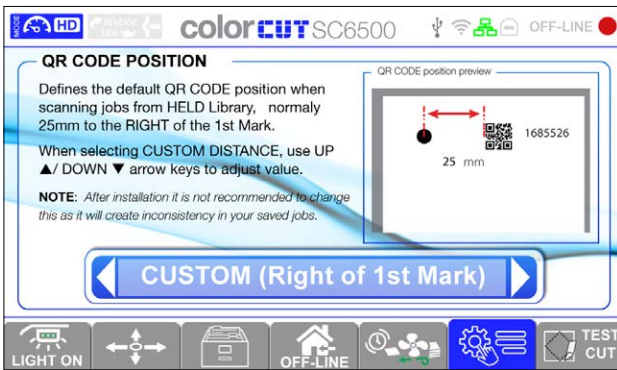 MODE
HD
REVERSE
SIDE
colorCUT SC6500
OFF-LINE
QR CODE POSITION
Defines the default QR CODE position when
scanning jobs from HELD Library, normaly
25mm to the RIGHT of the 1st Mark.
When selecting CUSTOM DISTANCE, use UP
▲/ DOWN ▼ arrow keys to adjust value.
NOTE: After installation it is not recommended to change
this as it will create inconsistency in your saved jobs.
QR CODE position preview
1685526
25 mm
CUSTOM (Right of 1st Mark)
LIGHT ON
OFF-LINE
TEST
CUT